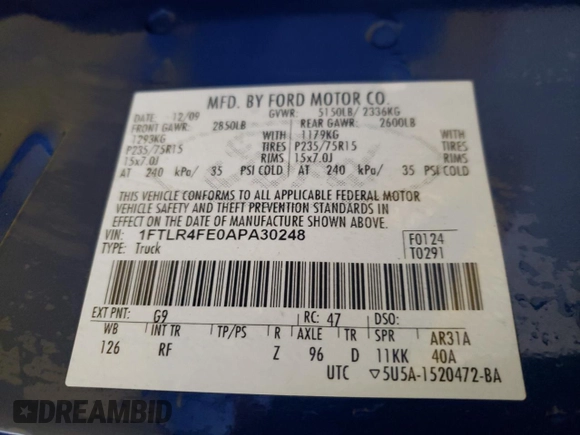 MFD. BY FORD MOTOR CO.
DATE: 12/09 GVWR: 5150LB/ 2336KG
FRONT GAWR: 2850LB REAR GAWR: 2600LB
1293KG WITH 1179KG WITH
P235/75R15 TIRES P235/75R15 TIRES
15x7.0J RIMS 15x7.0J RIMS
AT 240 kPa/ 35 PSI COLD AT 240 kPa/ 35 PSI COLD
THIS VEHICLE CONFORMS TO ALL APPLICABLE FEDERAL MOTOR
VEHICLE SAFETY AND THEFT PREVENTION STANDARDS IN
EFFECT ON THE DATE OF MANUFACTURE SHOWN ABOVE.
VIN: 1FTLR4FE0APA30248 F0124
TYPE: Truck T0291
EXT PNT: G9 RC: 47 DSO:
WB INT TR TP/PS R AXLE TR SPR AR31A
126 RF Z 96 D 11KK 40A
UTC ▽5U5A-1520472-BA
DREAMBID